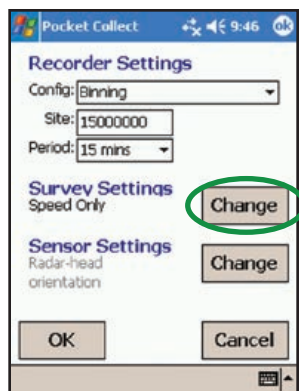 Pocket Collect 9:46 ok
Recorder Settings
Config: Binning
Site: 15000000
Period: 15 mins
Survey Settings
Speed Only
Change
Sensor Settings
Radar-head
orientation
Change
OK Cancel